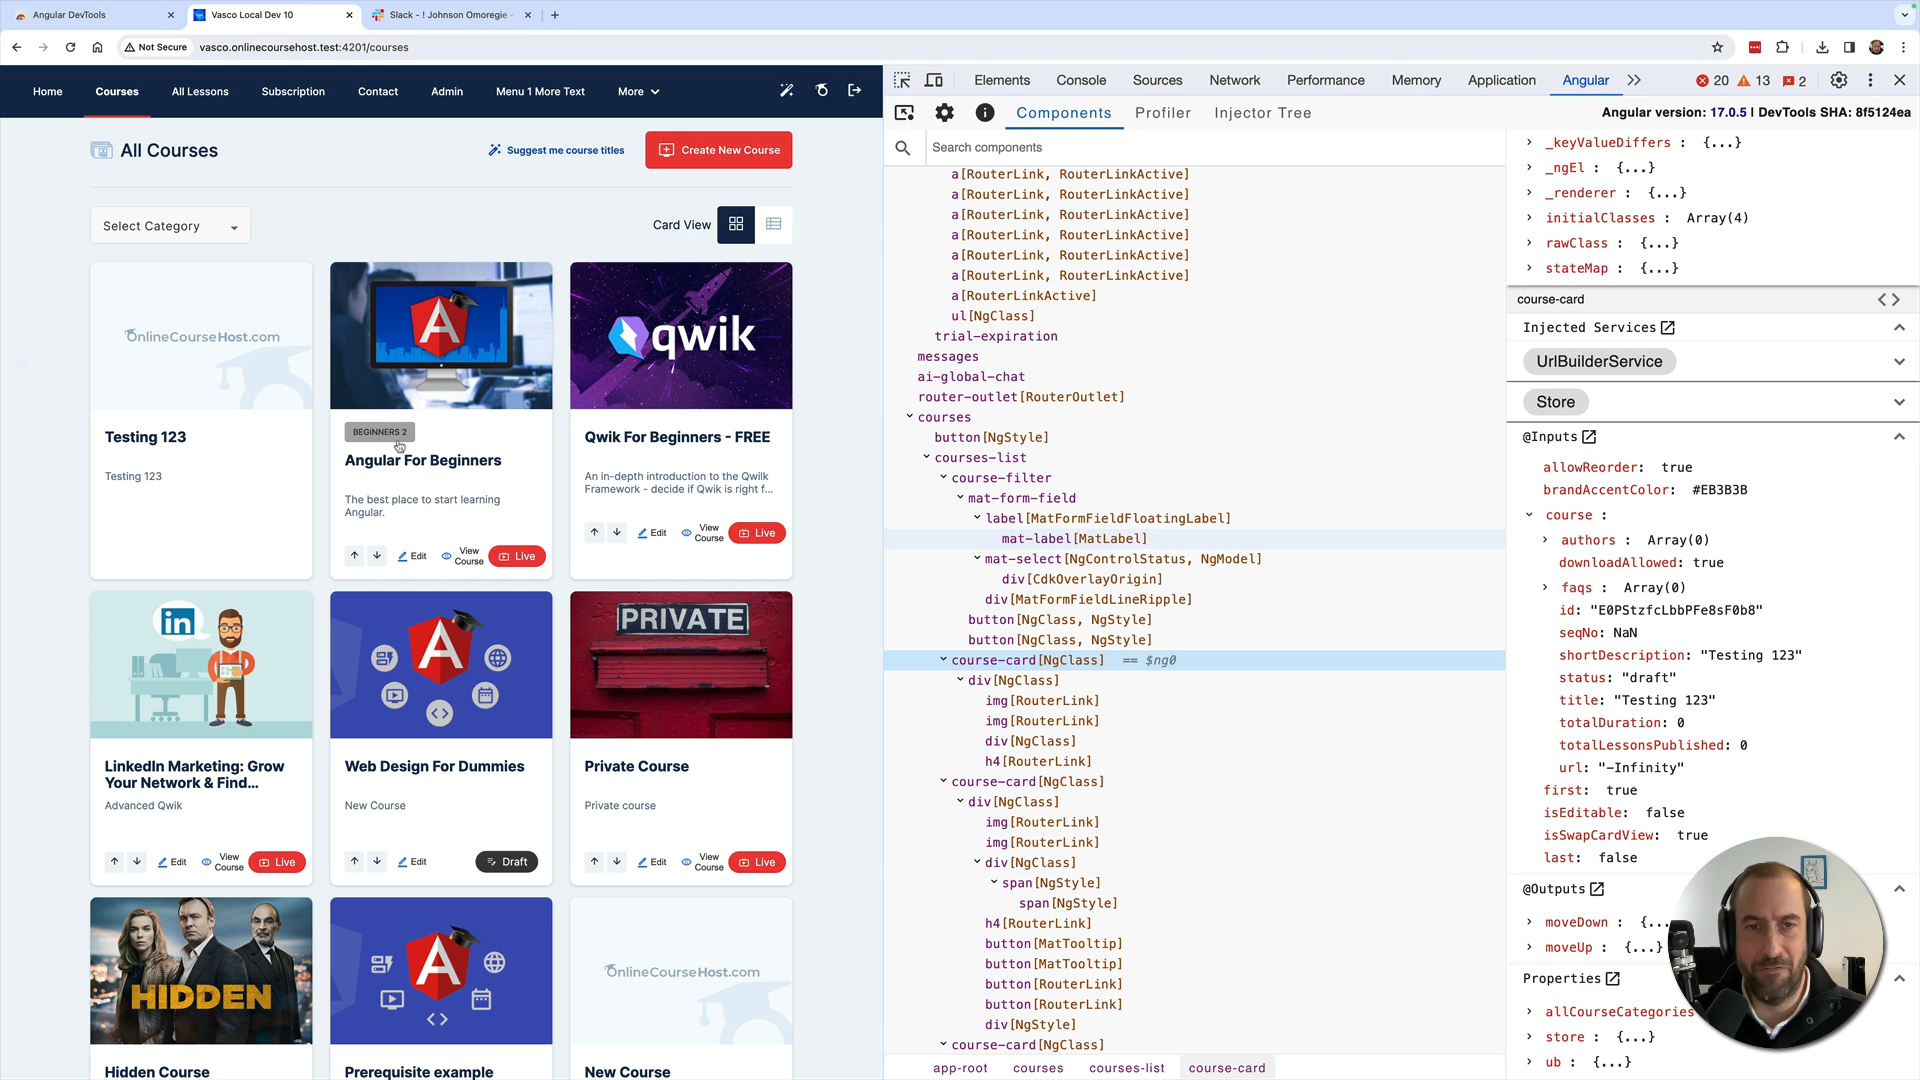 Angular DevTools
Vasco Local Dev 10
Slack - ! Johnson Omoregie -
Not Secure
vasco.onlinecoursehost.test:4201/courses
Home
Courses
All Lessons
Subscription
Contact
Admin
Menu 1 More Text
More
All Courses
Suggest me course titles
Create New Course
Select Category
Card View
OnlineCourseHost.com
Testing 123
Testing 123
BEGINNERS 2
Angular For Beginners
The best place to start learning
Angular.
Edit
View
Course
Live
qwik
Qwik For Beginners - FREE
An in-depth introduction to the Qwilk
Framework - decide if Qwik is right f...
Edit
View
Course
Live
in
LinkedIn Marketing: Grow
Your Network & Find...
Advanced Qwik
Edit
View
Course
Live
Web Design For Dummies
New Course
Edit
Draft
PRIVATE
Private Course
Private course
Edit
View
Course
Live
HIDDEN
Hidden Course
Prerequisite example
OnlineCourseHost.com
New Course
Elements
Console
Sources
Network
Performance
Memory
Application
Angular
20
13
2
Components
Profiler
Injector Tree
Angular version: 17.0.5 | DevTools SHA: 8f5124ea
Search components
a[RouterLink, RouterLinkActive]
a[RouterLink, RouterLinkActive]
a[RouterLink, RouterLinkActive]
a[RouterLink, RouterLinkActive]
a[RouterLink, RouterLinkActive]
a[RouterLink, RouterLinkActive]
a[RouterLinkActive]
ul[NgClass]
trial-expiration
messages
ai-global-chat
router-outlet[RouterOutlet]
courses
button[NgStyle]
courses-list
course-filter
mat-form-field
label[MatFormFieldFloatingLabel]
mat-label[MatLabel]
mat-select[NgControlStatus, NgModel]
div[CdkOverlayOrigin]
div[MatFormFieldLineRipple]
button[NgClass, NgStyle]
button[NgClass, NgStyle]
course-card[NgClass] == $ng0
div[NgClass]
img[RouterLink]
img[RouterLink]
div[NgClass]
h4[RouterLink]
course-card[NgClass]
div[NgClass]
img[RouterLink]
img[RouterLink]
div[NgClass]
span[NgStyle]
span[NgStyle]
h4[RouterLink]
button[MatTooltip]
button[MatTooltip]
button[RouterLink]
button[RouterLink]
div[NgStyle]
course-card[NgClass]
app-root
courses
courses-list
course-card
_keyValueDiffers : {...}
_ngEl : {...}
_renderer : {...}
initialClasses : Array(4)
rawClass : {...}
stateMap : {...}
course-card
Injected Services
UrlBuilderService
Store
@Inputs
allowReorder: true
brandAccentColor: #EB3B3B
course :
authors : Array(0)
downloadAllowed: true
faqs : Array(0)
id: "E0PStzfcLbbPFe8sF0b8"
seqNo: NaN
shortDescription: "Testing 123"
status: "draft"
title: "Testing 123"
totalDuration: 0
totalLessonsPublished: 0
url: "-Infinity"
first: true
isEditable: false
isSwapCardView: true
last: false
@Outputs
moveDown : {...
moveUp : {...}
Properties
allCourseCategories
store : {...}
ub : {...}